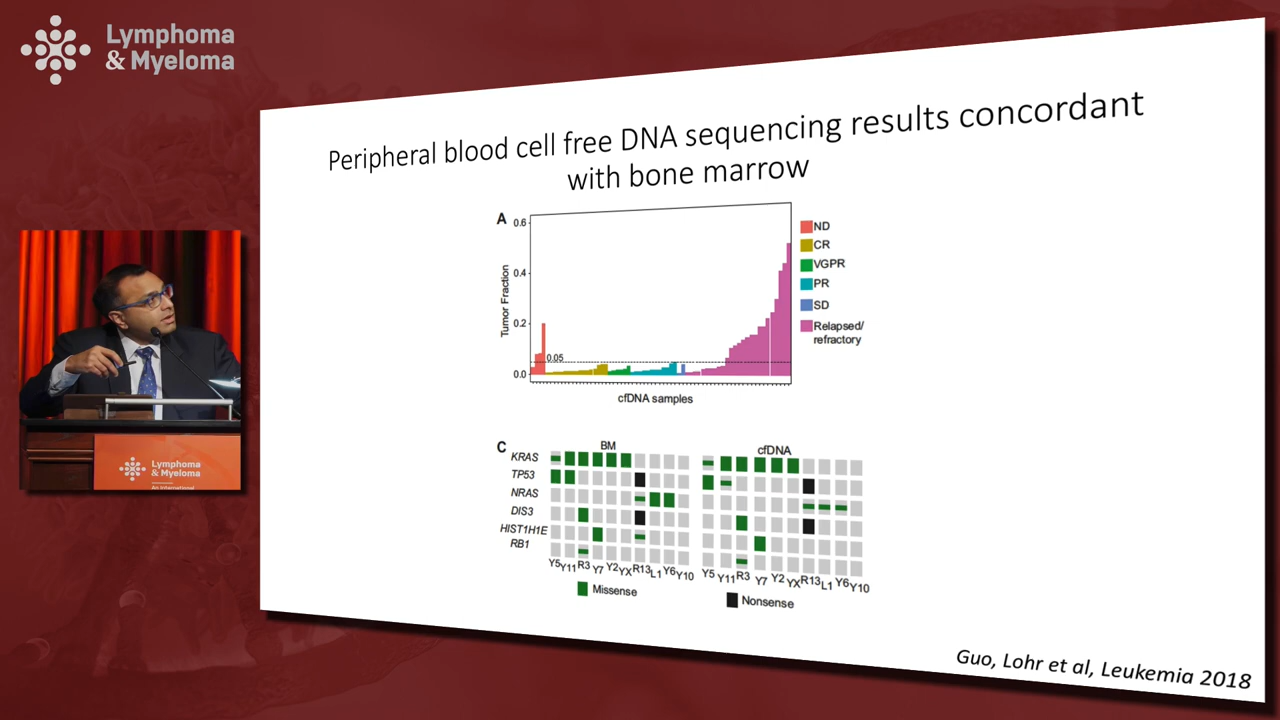 Lymphoma
& Myeloma
Peripheral blood cell free DNA sequencing results concordant
with bone marrow
A
0.6
0.4
0.2
0.0
Tumor Fraction
0.05
cfDNA samples
ND
CR
VGPR
PR
SD
Relapsed/
refractory
C
BM
cfDNA
KRAS
TP53
NRAS
DIS3
HIST1H1E
RB1
Y5 Y11 R3 Y7 Y2 YX R13 L1 Y6 Y10
Y5 Y11 R3 Y7 Y2 YX R13 L1 Y6 Y10
Missense
Nonsense
Guo, Lohr et al, Leukemia 2018
Lymphoma
& Myeloma
An International